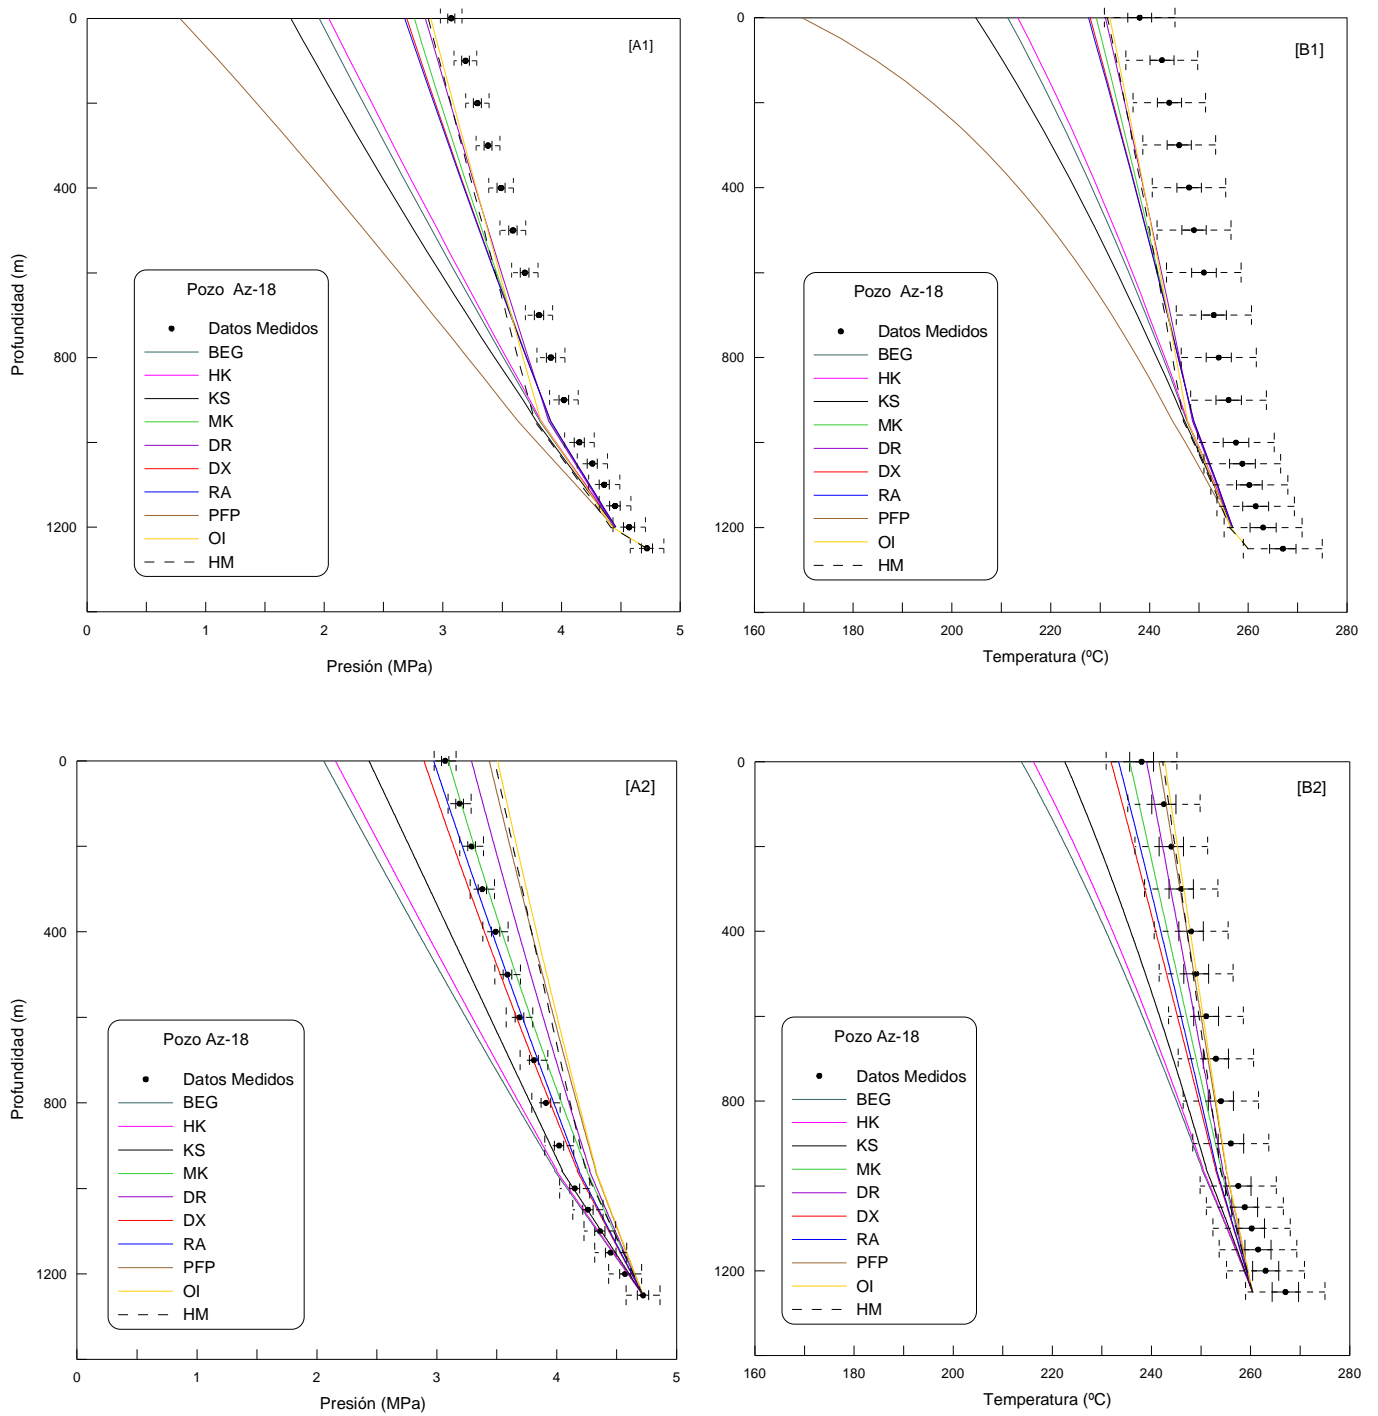 [A1]
0
400
800
1200
Profundidad (m)
Pozo Az-18
Datos Medidos
BEG
HK
KS
MK
DR
DX
RA
PFP
OI
HM
0 1 2 3 4 5
Presión (MPa)
[B1]
0
400
800
1200
Pozo Az-18
Datos Medidos
BEG
HK
KS
MK
DR
DX
RA
PFP
OI
HM
160 180 200 220 240 260 280
Temperatura (ºC)
[A2]
0
400
800
1200
Profundidad (m)
Pozo Az-18
Datos Medidos
BEG
HK
KS
MK
DR
DX
RA
PFP
OI
HM
0 1 2 3 4 5
Presión (MPa)
[B2]
0
400
800
1200
Pozo Az-18
Datos Medidos
BEG
HK
KS
MK
DR
DX
RA
PFP
OI
HM
160 180 200 220 240 260 280
Temperatura (ºC)